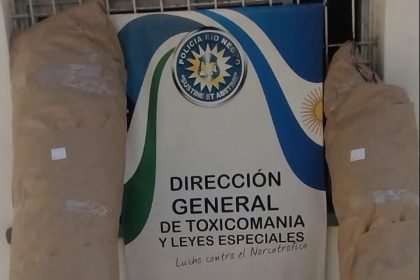 POLICIA RIO NEGRO
"SUSTINE ET ABSTINE"
DIRECCIÓN
GENERAL
DE TOXICOMANIA
Y LEYES ESPECIALES
Lucha contra el Narcotráfico